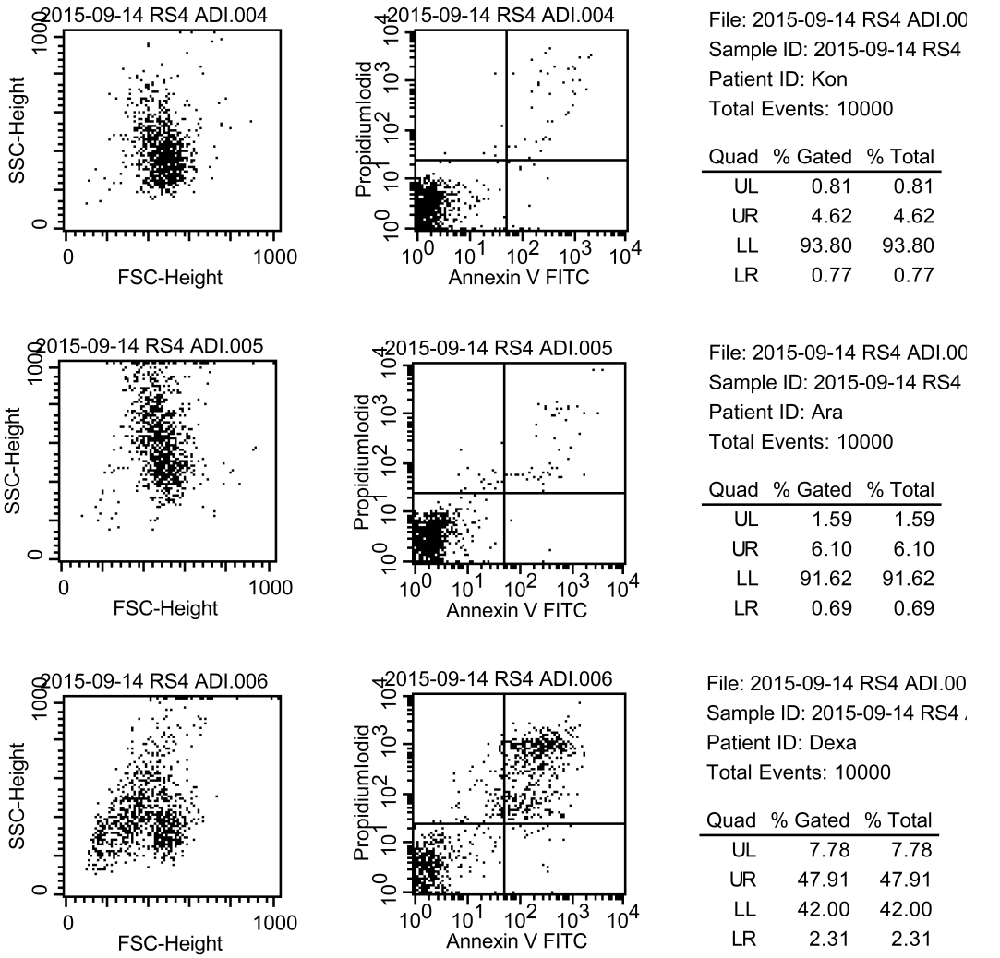 2015-09-14 RS4 ADI.004
SSC-Height
1000
0
0 1000
FSC-Height
2015-09-14 RS4 ADI.004
PropidiumIodid
10^4
10^3
10^2
10^1
10^0
10^0 10^1 10^2 10^3 10^4
Annexin V FITC
File: 2015-09-14 RS4 ADI.00
Sample ID: 2015-09-14 RS4
Patient ID: Kon
Total Events: 10000
Quad % Gated % Total
UL 0.81 0.81
UR 4.62 4.62
LL 93.80 93.80
LR 0.77 0.77
2015-09-14 RS4 ADI.005
SSC-Height
1000
0
0 1000
FSC-Height
2015-09-14 RS4 ADI.005
PropidiumIodid
10^4
10^3
10^2
10^1
10^0
10^0 10^1 10^2 10^3 10^4
Annexin V FITC
File: 2015-09-14 RS4 ADI.00
Sample ID: 2015-09-14 RS4
Patient ID: Ara
Total Events: 10000
Quad % Gated % Total
UL 1.59 1.59
UR 6.10 6.10
LL 91.62 91.62
LR 0.69 0.69
2015-09-14 RS4 ADI.006
SSC-Height
1000
0
0 1000
FSC-Height
2015-09-14 RS4 ADI.006
PropidiumIodid
10^4
10^3
10^2
10^1
10^0
10^0 10^1 10^2 10^3 10^4
Annexin V FITC
File: 2015-09-14 RS4 ADI.00
Sample ID: 2015-09-14 RS4
Patient ID: Dexa
Total Events: 10000
Quad % Gated % Total
UL 7.78 7.78
UR 47.91 47.91
LL 42.00 42.00
LR 2.31 2.31